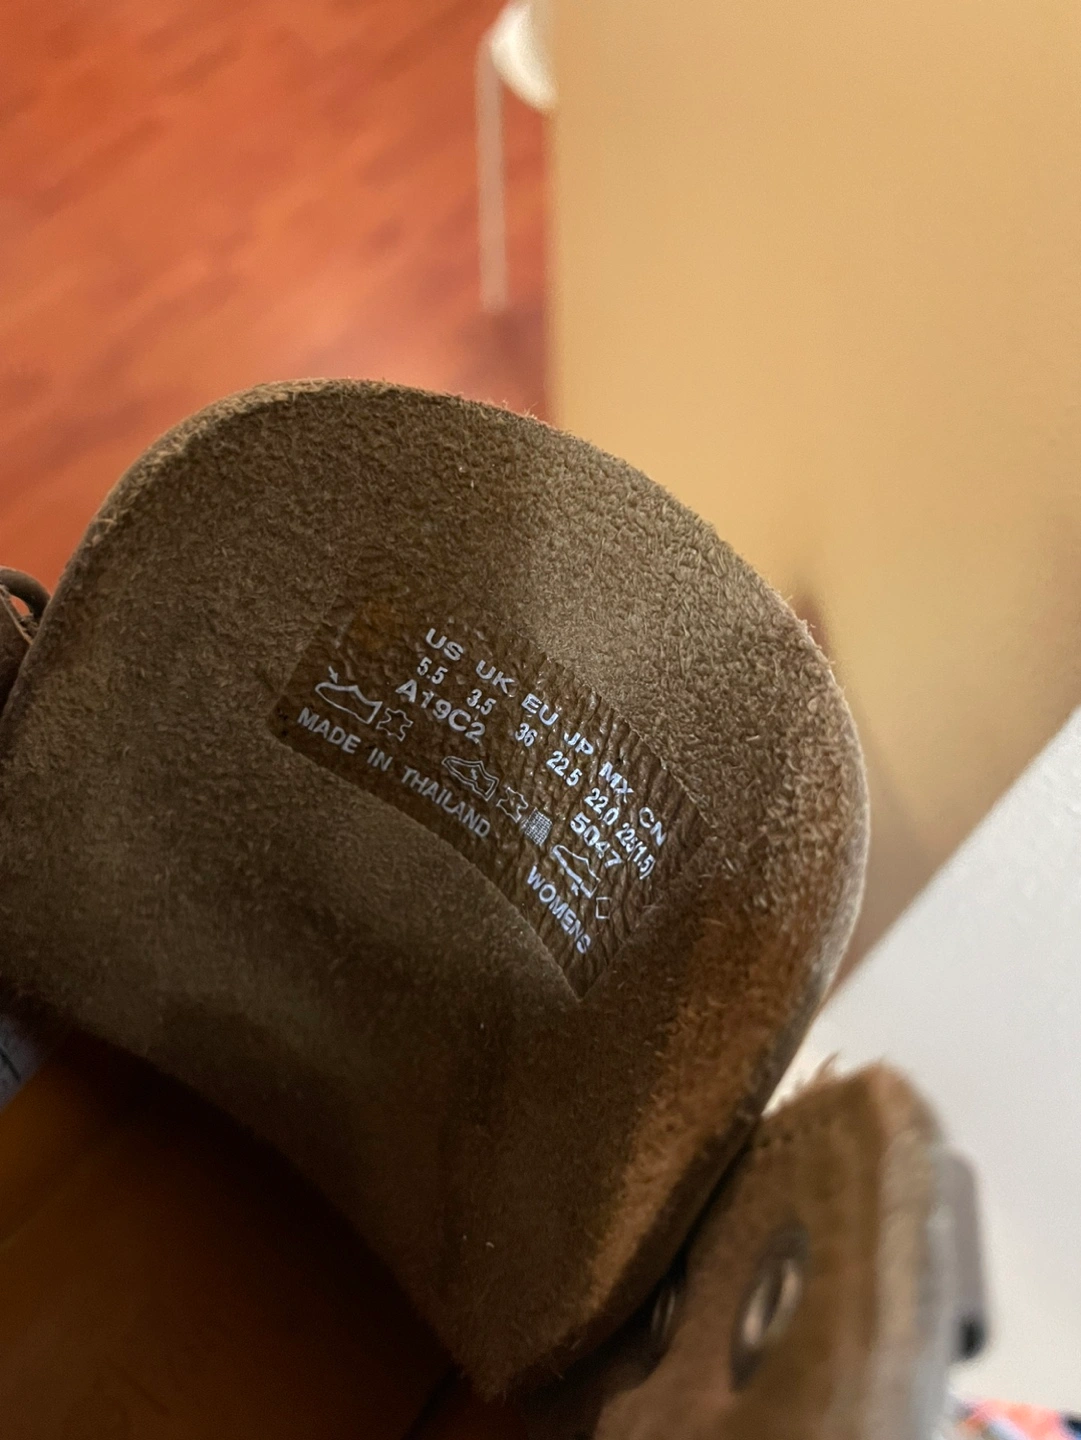 US UK EU JP MX CN
5.5 3.5 36 22.5 22.0 225(1.5)
A19C2 5047
MADE IN THAILAND WOMENS